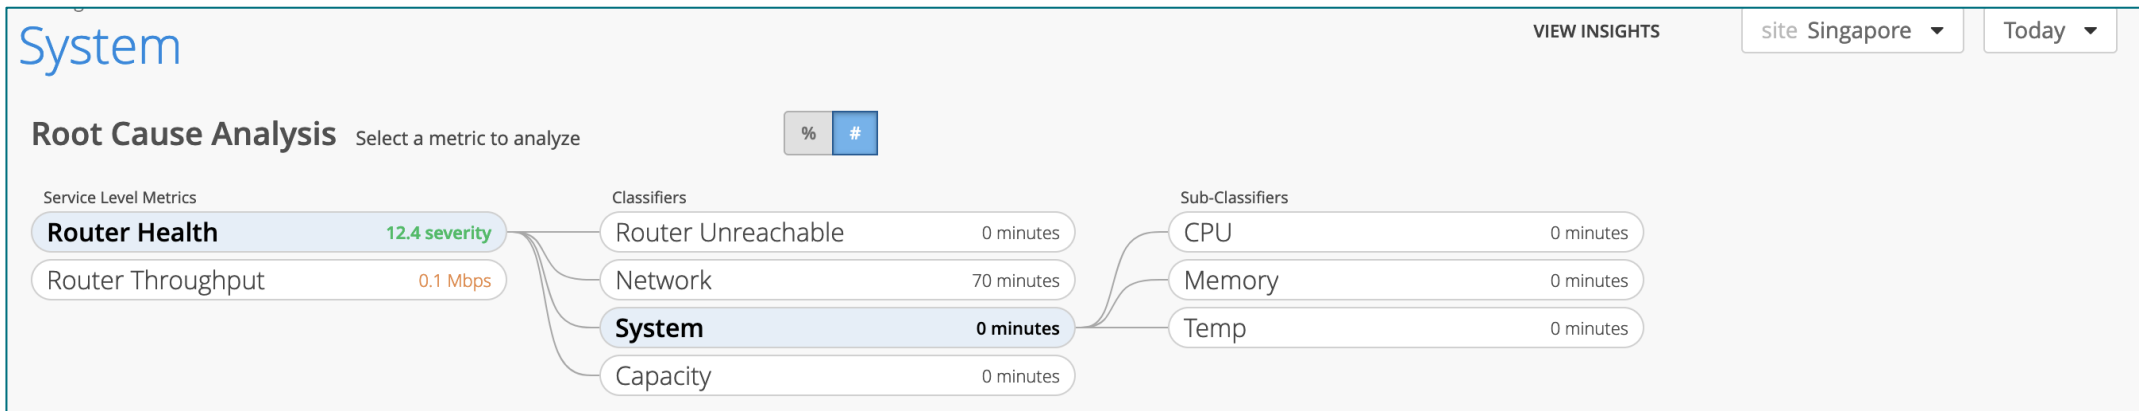 System
VIEW INSIGHTS
site Singapore
Today
Root Cause Analysis Select a metric to analyze
% #
Service Level Metrics
Router Health 12.4 severity
Router Throughput 0.1 Mbps
Classifiers
Router Unreachable 0 minutes
Network 70 minutes
System 0 minutes
Capacity 0 minutes
Sub-Classifiers
CPU 0 minutes
Memory 0 minutes
Temp 0 minutes